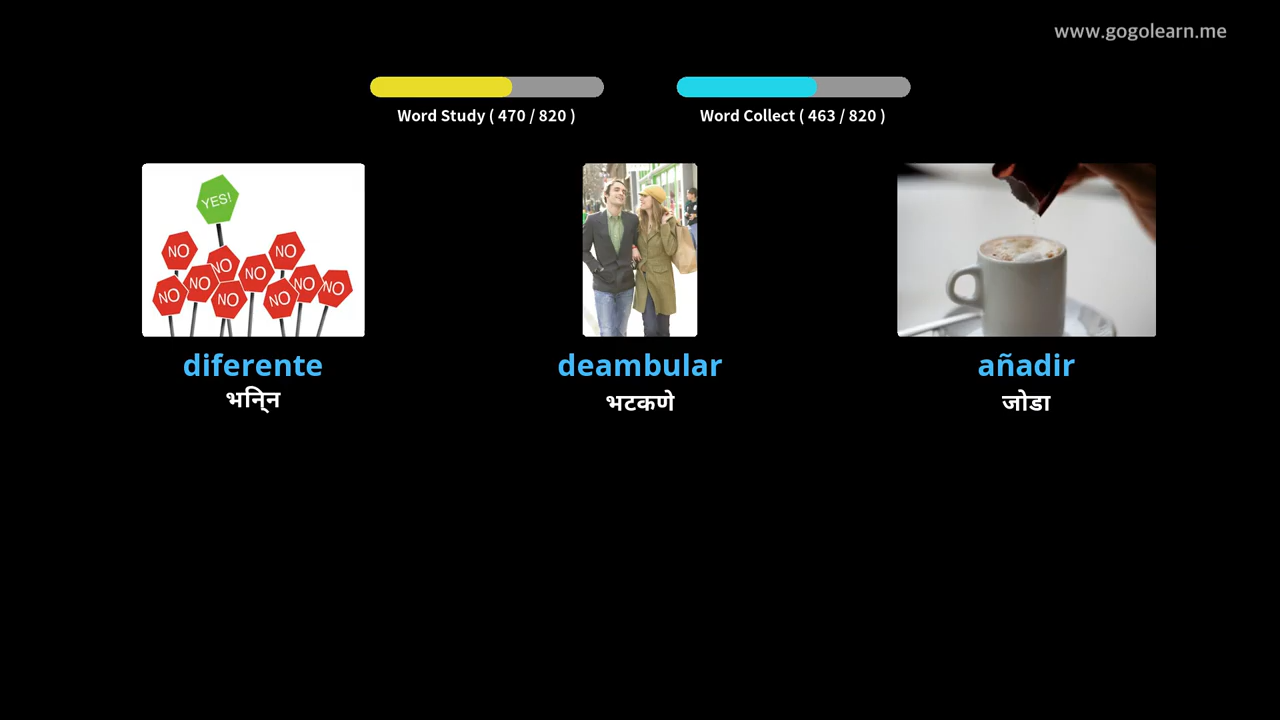 www.gogolearn.me
Word Study ( 470 / 820 )
Word Collect ( 463 / 820 )
YES!
NO
NO
NO
NO
NO
NO
NO
NO
NO
NO
diferente
भिन्न
deambular
भटकणे
añadir
जोडा